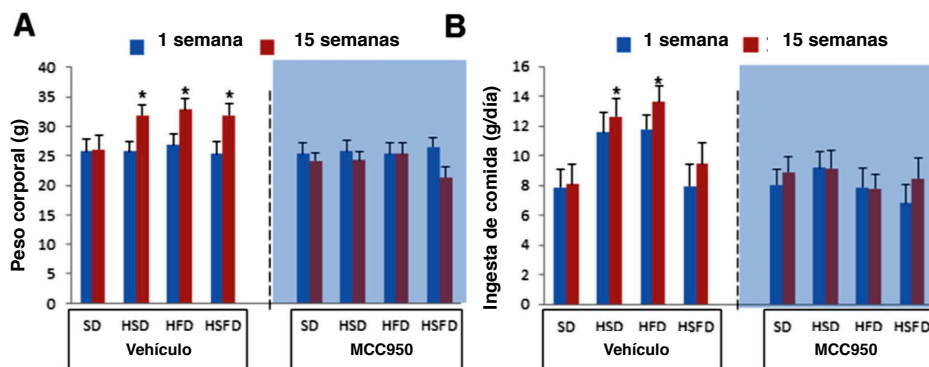 A
1 semana 15 semanas
Peso corporal (g)
40
35
30
25
20
15
10
5
0
* * *
SD HSD HFD HSFD SD HSD HFD HSFD
Vehículo MCC950
B
1 semana 15 semanas
Ingesta de comida (g/día)
16
14
12
10
8
6
4
2
0
* *
SD HSD HFD HSFD SD HSD HFD HSFD
Vehículo MCC950